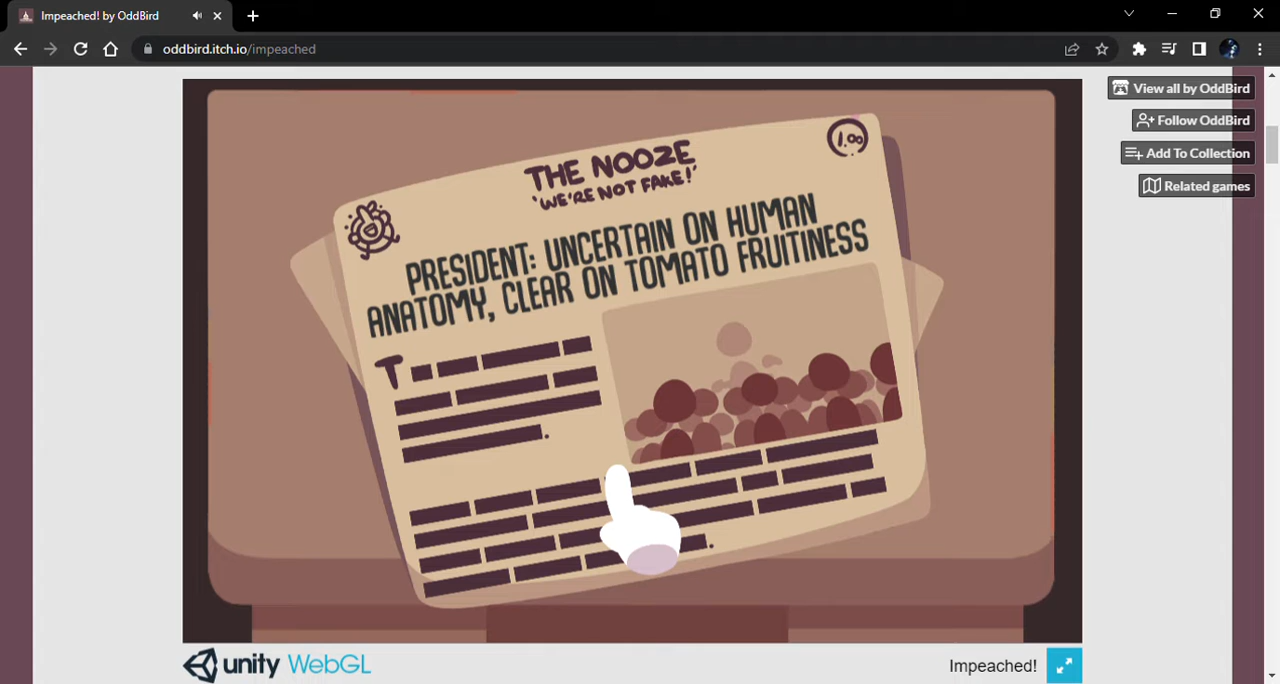 Impeached! by OddBird
oddbird.itch.io/impeached
View all by OddBird
Follow OddBird
Add To Collection
Related games
1.00
THE NOOZE
'WE'RE NOT FAKE!'
PRESIDENT: UNCERTAIN ON HUMAN
ANATOMY, CLEAR ON TOMATO FRUITINESS
T
unity WebGL
Impeached!